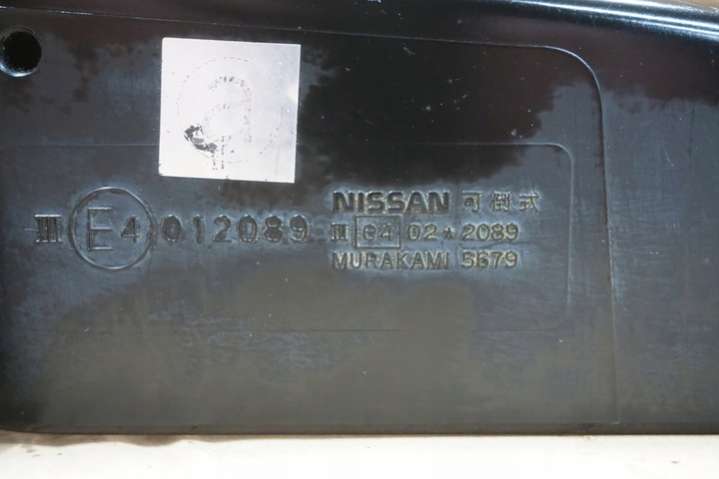 III E4 012089
NISSAN 可倒式
III e4 02*2089
MURAKAMI 5679